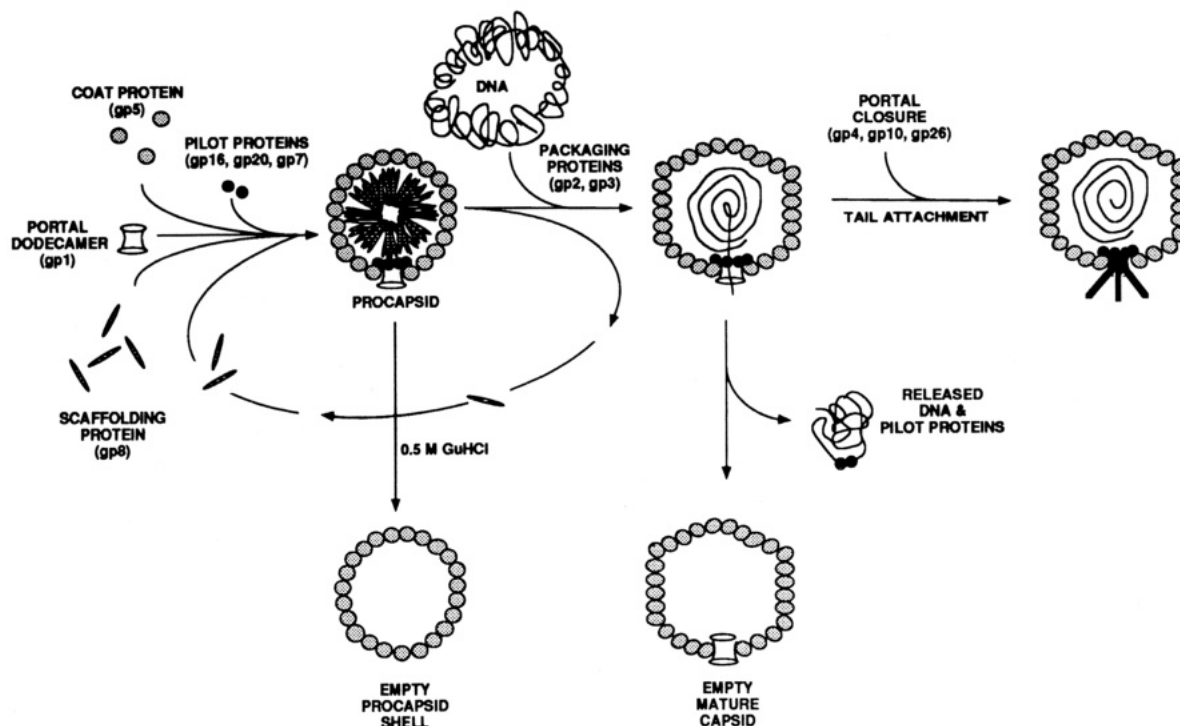 COAT PROTEIN
(gp5)
PILOT PROTEINS
(gp16, gp20, gp7)
PORTAL
DODECAMER
(gp1)
SCAFFOLDING
PROTEIN
(gp8)
DNA
PROCAPSID
PACKAGING
PROTEINS
(gp2, gp3)
PORTAL
CLOSURE
(gp4, gp10, gp26)
TAIL ATTACHMENT
0.5 M GuHCl
RELEASED
DNA &
PILOT PROTEINS
EMPTY
PROCAPSID
SHELL
EMPTY
MATURE
CAPSID